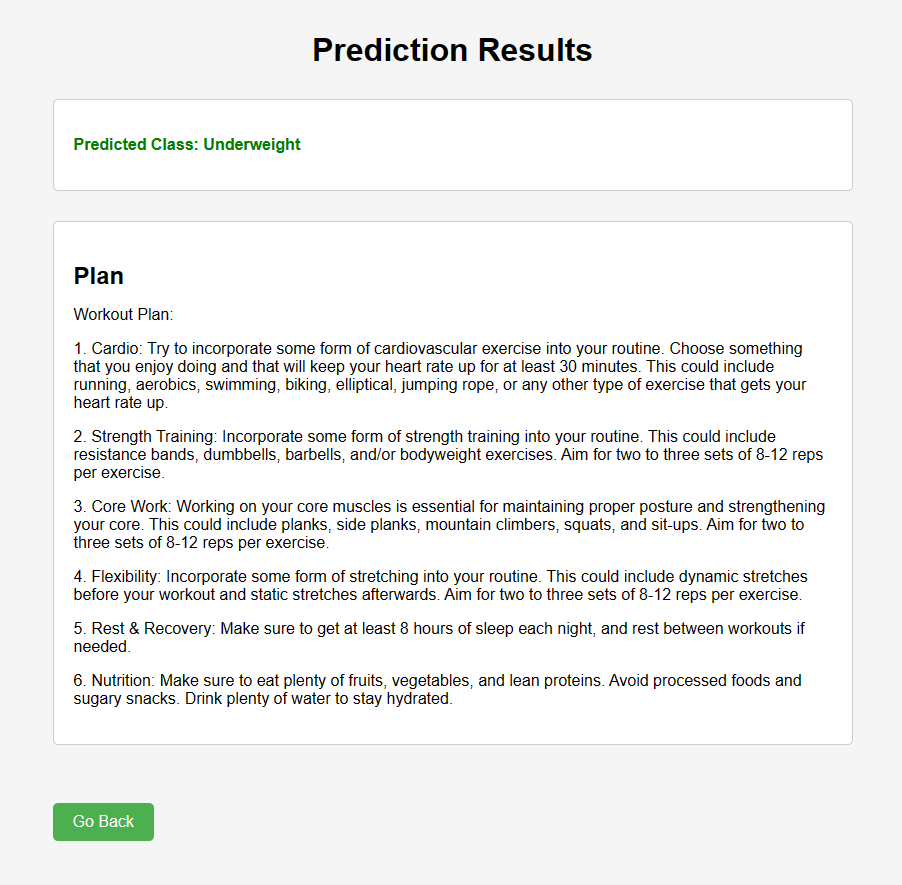 Prediction Results
Predicted Class: Underweight
Plan
Workout Plan:
1. Cardio: Try to incorporate some form of cardiovascular exercise into your routine. Choose something
that you enjoy doing and that will keep your heart rate up for at least 30 minutes. This could include
running, aerobics, swimming, biking, elliptical, jumping rope, or any other type of exercise that gets your
heart rate up.
2. Strength Training: Incorporate some form of strength training into your routine. This could include
resistance bands, dumbbells, barbells, and/or bodyweight exercises. Aim for two to three sets of 8-12 reps
per exercise.
3. Core Work: Working on your core muscles is essential for maintaining proper posture and strengthening
your core. This could include planks, side planks, mountain climbers, squats, and sit-ups. Aim for two to
three sets of 8-12 reps per exercise.
4. Flexibility: Incorporate some form of stretching into your routine. This could include dynamic stretches
before your workout and static stretches afterwards. Aim for two to three sets of 8-12 reps per exercise.
5. Rest & Recovery: Make sure to get at least 8 hours of sleep each night, and rest between workouts if
needed.
6. Nutrition: Make sure to eat plenty of fruits, vegetables, and lean proteins. Avoid processed foods and
sugary snacks. Drink plenty of water to stay hydrated.
Go Back